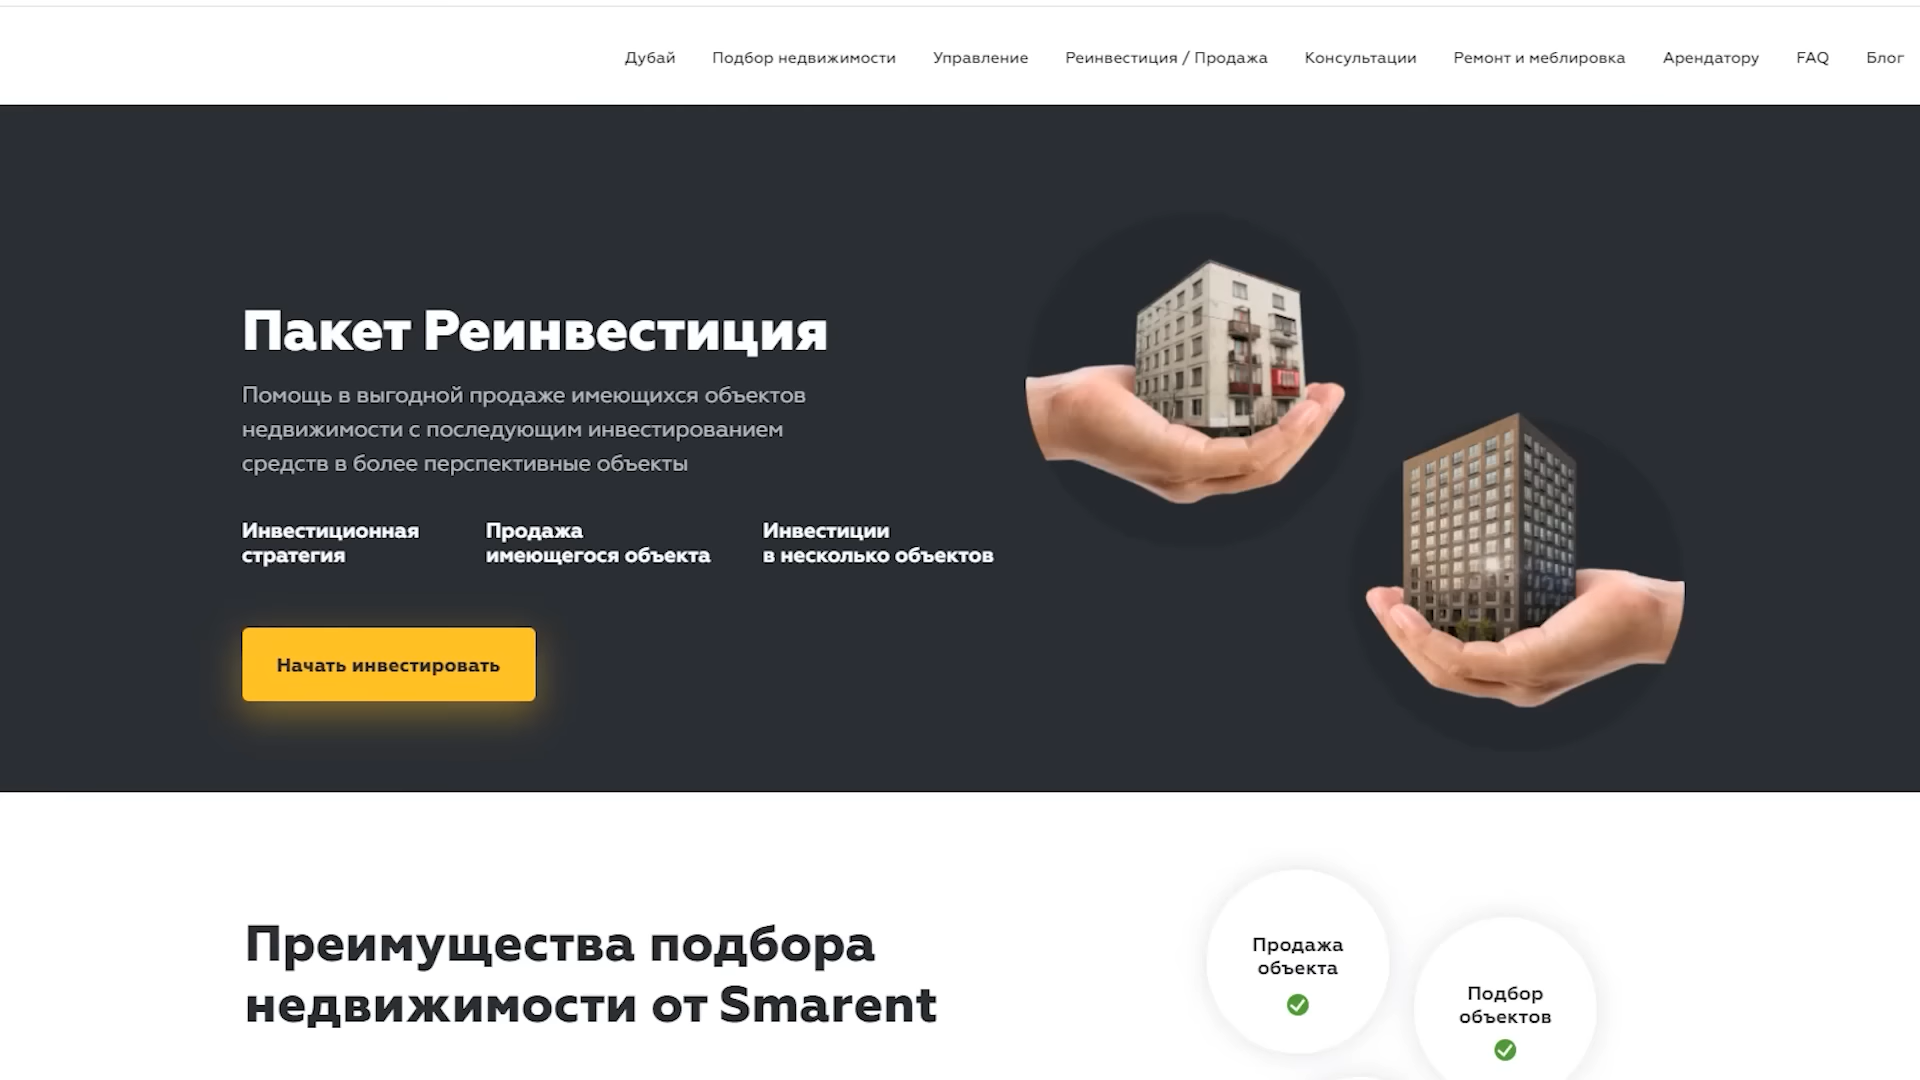 Дубай
Подбор недвижимости
Управление
Реинвестиция / Продажа
Консультации
Ремонт и меблировка
Арендатору
FAQ
Блог
Пакет Реинвестиция
Помощь в выгодной продаже имеющихся объектов
недвижимости с последующим инвестированием
средств в более перспективные объекты
Инвестиционная
стратегия
Продажа
имеющегося объекта
Инвестиции
в несколько объектов
Начать инвестировать
Преимущества подбора
недвижимости от Smarent
Продажа
объекта
Подбор
объектов